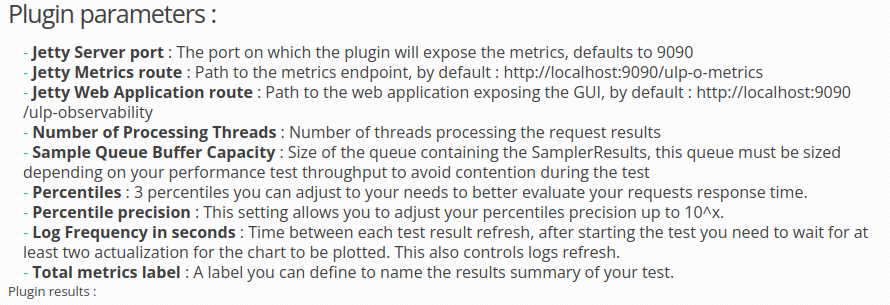 Plugin parameters :
- Jetty Server port : The port on which the plugin will expose the metrics, defaults to 9090
- Jetty Metrics route : Path to the metrics endpoint, by default : http://localhost:9090/ulp-o-metrics
- Jetty Web Application route : Path to the web application exposing the GUI, by default : http://localhost:9090
/ulp-observability
- Number of Processing Threads : Number of threads processing the request results
- Sample Queue Buffer Capacity : Size of the queue containing the SamplerResults, this queue must be sized
depending on your performance test throughput to avoid contention during the test
- Percentiles : 3 percentiles you can adjust to your needs to better evaluate your requests response time.
- Percentile precision : This setting allows you to adjust your percentiles precision up to 10^x.
- Log Frequency in seconds : Time between each test result refresh, after starting the test you need to wait for at
least two actualization for the chart to be plotted. This also controls logs refresh.
- Total metrics label : A label you can define to name the results summary of your test.
Plugin results :